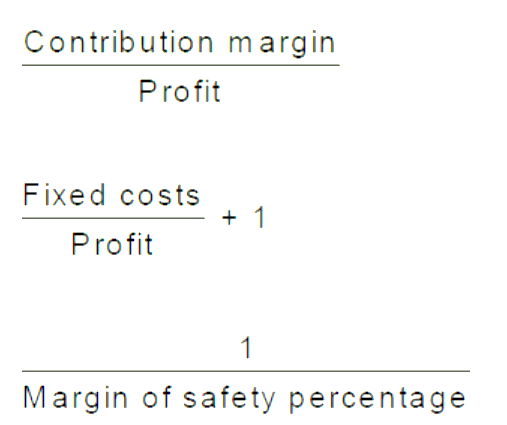 Contribution margin
Profit
Fixed costs
+ 1
Profit
1
Margin of safety percentage